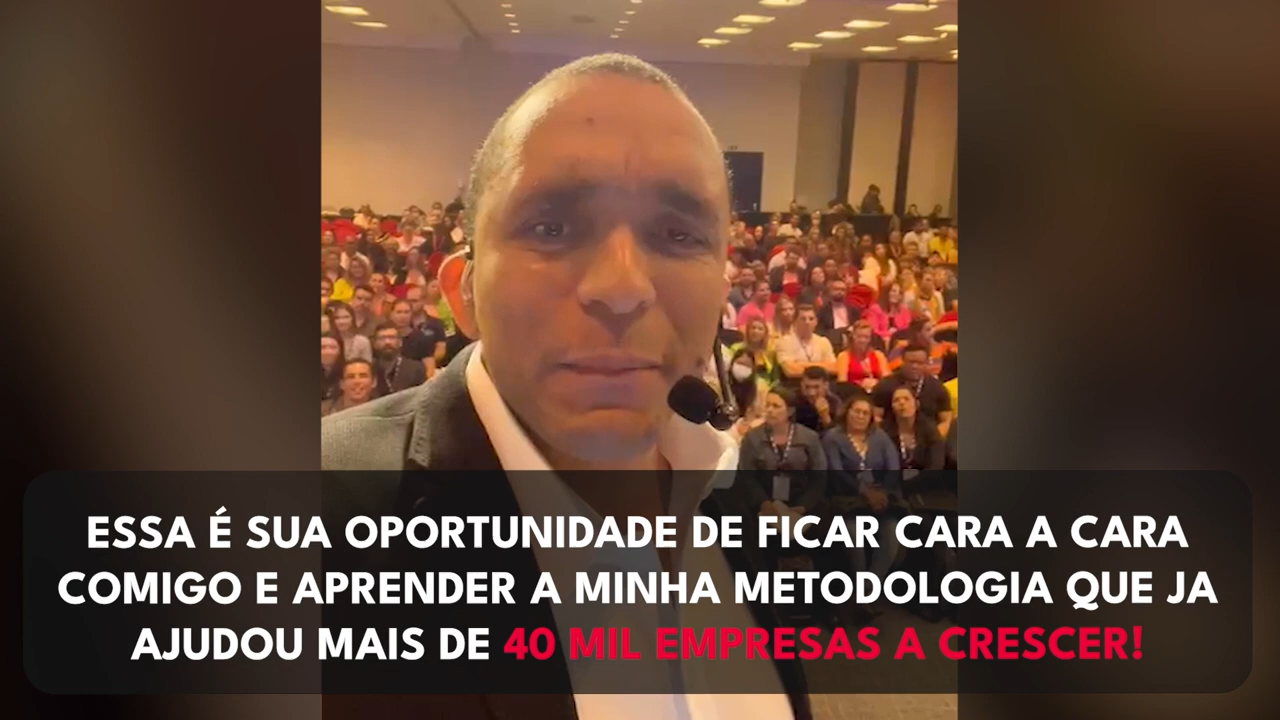 ESSA É SUA OPORTUNIDADE DE FICAR CARA A CARA
COMIGO E APRENDER A MINHA METODOLOGIA QUE JA
AJUDOU MAIS DE 40 MIL EMPRESAS A CRESCER!